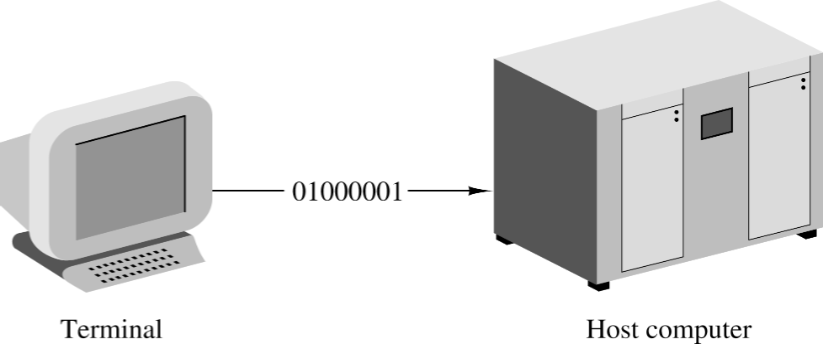 01000001
Terminal
Host computer